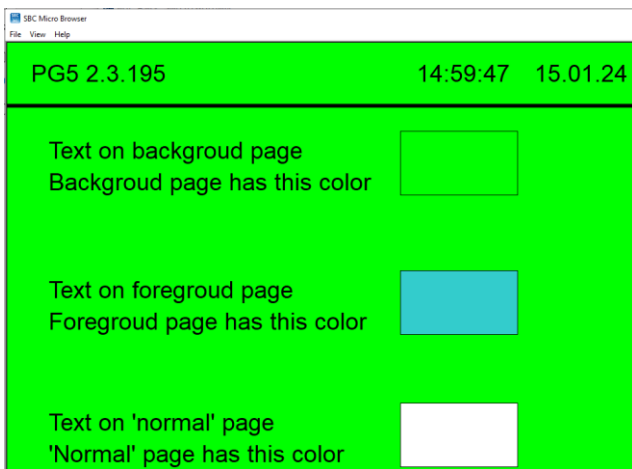 SBC Micro Browser
File View Help
PG5 2.3.195 14:59:47 15.01.24
Text on backgroud page
Backgroud page has this color
Text on foregroud page
Foregroud page has this color
Text on 'normal' page
'Normal' page has this color